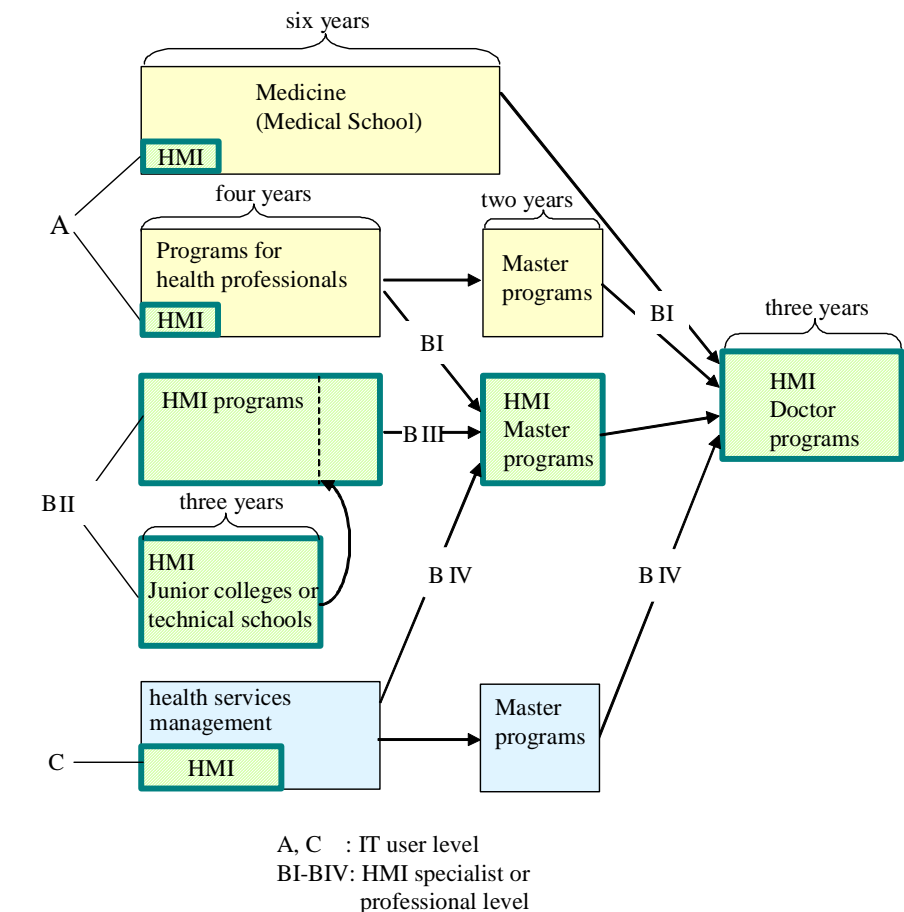 six years
Medicine
(Medical School)
HMI
A
four years
Programs for
health professionals
HMI
two years
Master
programs
BI
BI
three years
HMI
Doctor
programs
HMI programs
B III
HMI
Master
programs
B II
three years
HMI
Junior colleges or
technical schools
B IV
B IV
health services
management
HMI
C
Master
programs
A, C : IT user level
BI-BIV: HMI specialist or
professional level